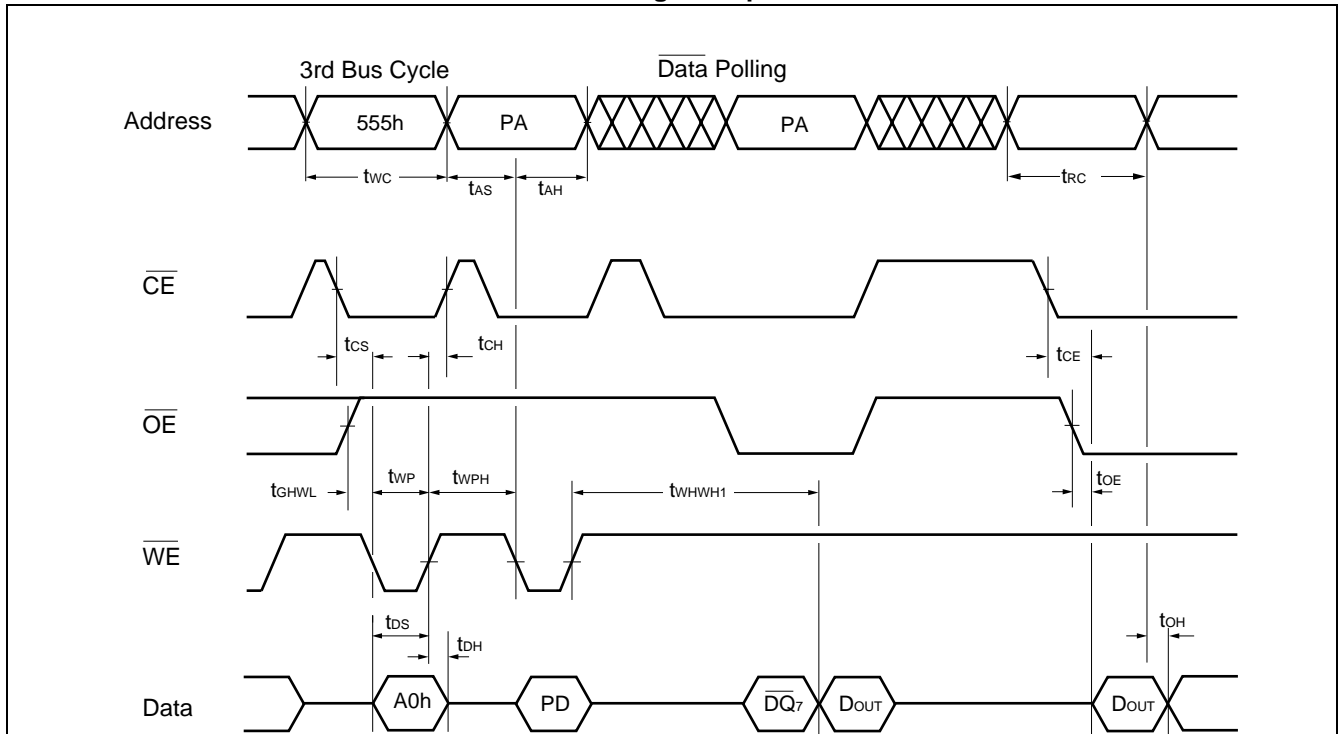 3rd Bus Cycle
Data Polling
Address
555h
PA
PA
tWC
tAS
tAH
tRC
CE
tCS
tCH
tCE
OE
tGHWL
tWP
tWPH
tWHWH1
tOE
WE
tDS
tDH
tOH
Data
A0h
PD
DQ7
DOUT
DOUT